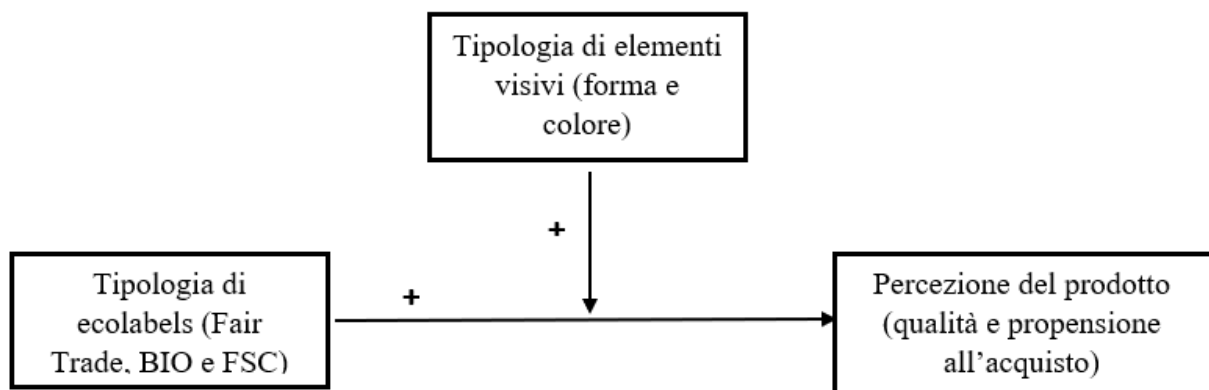 Tipologia di elementi
visivi (forma e
colore)
+
+
Tipologia di
ecolabels (Fair
Trade, BIO e FSC)
Percezione del prodotto
(qualità e propensione
all’acquisto)